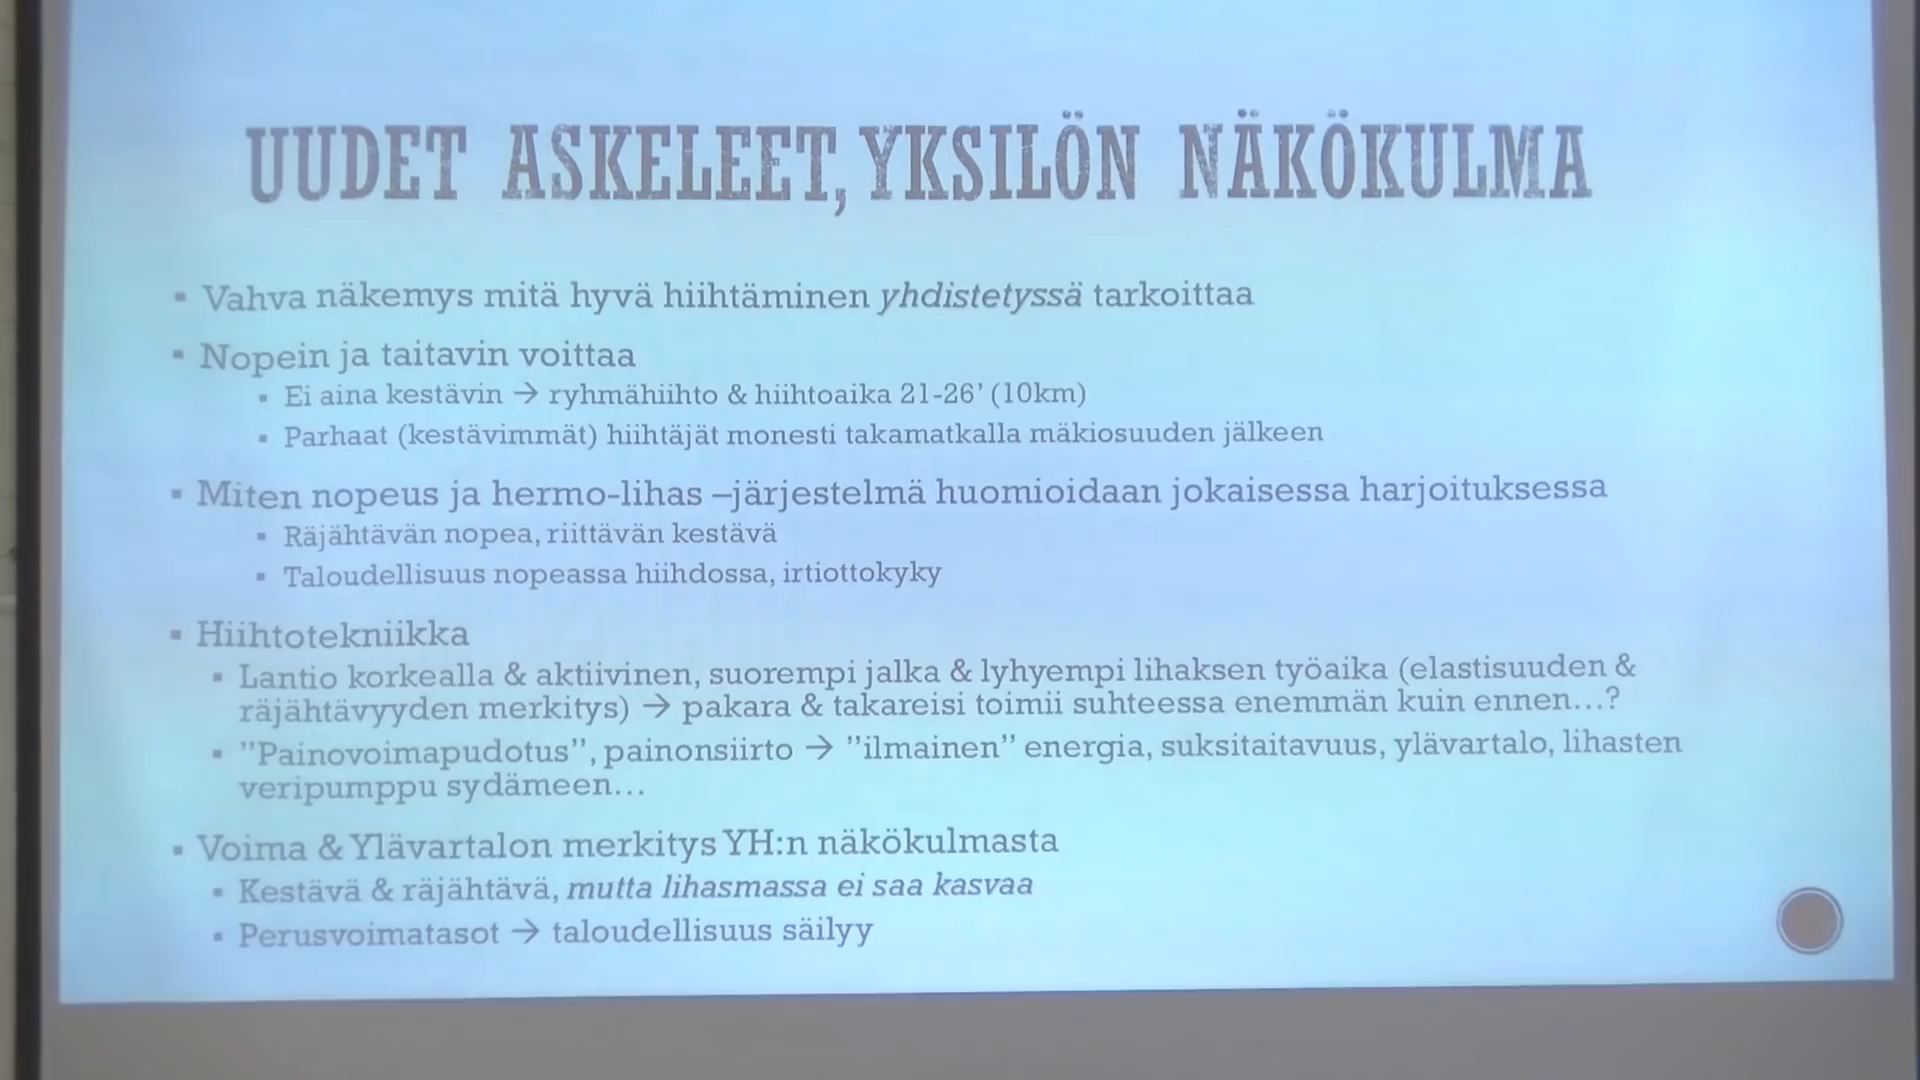 UUDET ASKELEET, YKSILÖN NÄKÖKULMA
▪ Vahva näkemys mitä hyvä hiihtäminen yhdistetyssä tarkoittaa
▪ Nopein ja taitavin voittaa
▪ Ei aina kestävin → ryhmähiihto & hiihtoaika 21-26’ (10km)
▪ Parhaat (kestävimmät) hiihtäjät monesti takamatkalla mäkiosuuden jälkeen
▪ Miten nopeus ja hermo-lihas –järjestelmä huomioidaan jokaisessa harjoituksessa
▪ Räjähtävän nopea, riittävän kestävä
▪ Taloudellisuus nopeassa hiihdossa, irtiottokyky
▪ Hiihtotekniikka
▪ Lantio korkealla & aktiivinen, suorempi jalka & lyhyempi lihaksen työaika (elastisuuden &
räjähtävyyden merkitys) → pakara & takareisi toimii suhteessa enemmän kuin ennen…?
▪ ”Painovoimapudotus”, painonsiirto → ”ilmainen” energia, suksitaitavuus, ylävartalo, lihasten
veripumppu sydämeen…
▪ Voima & Ylävartalon merkitys YH:n näkökulmasta
▪ Kestävä & räjähtävä, mutta lihasmassa ei saa kasvaa
▪ Perusvoimatasot → taloudellisuus säilyy